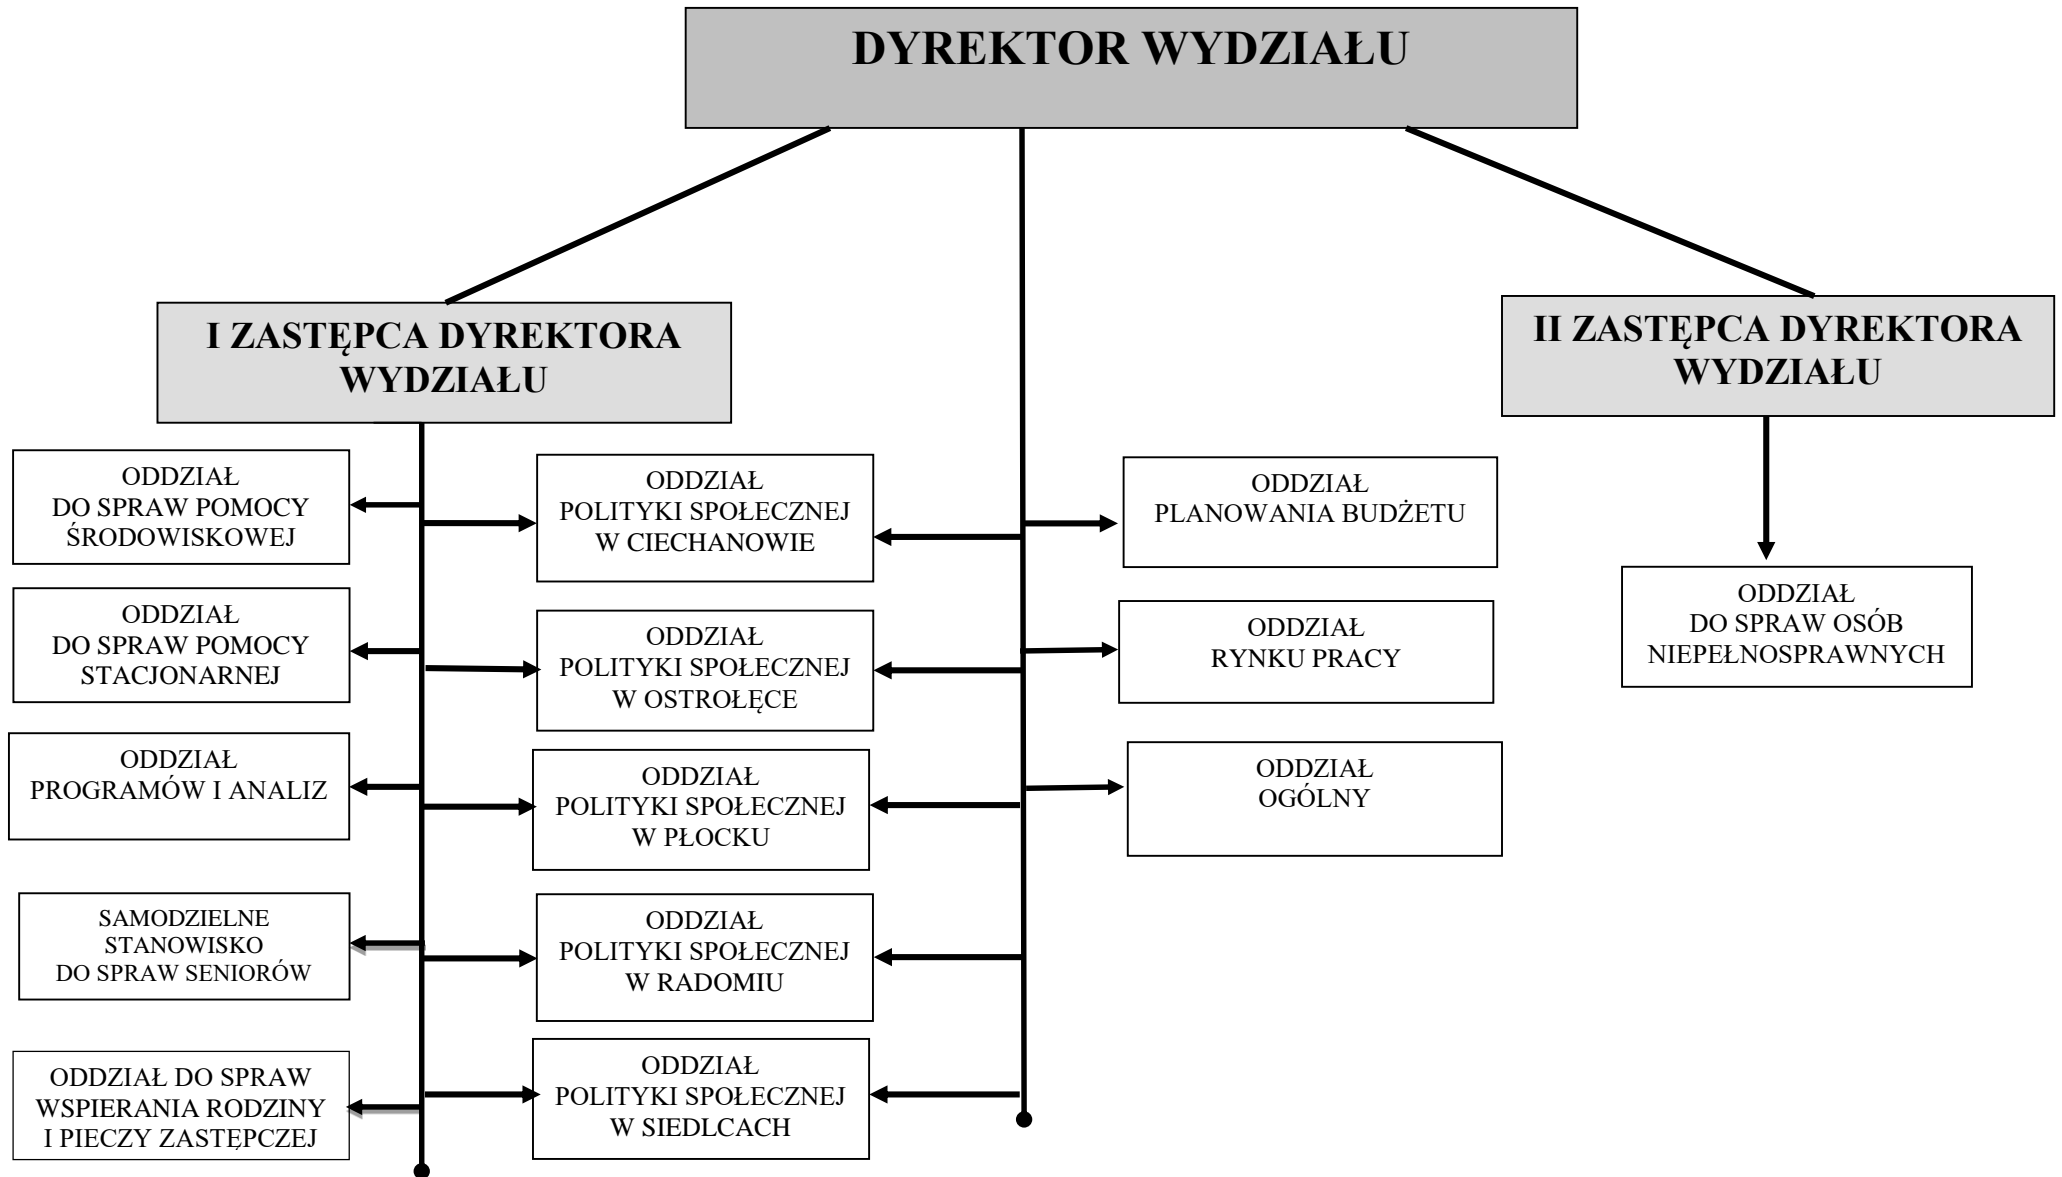 DYREKTOR WYDZIAŁU
I ZASTĘPCA DYREKTORA
WYDZIAŁU
II ZASTĘPCA DYREKTORA
WYDZIAŁU
ODDZIAŁ
DO SPRAW POMOCY
ŚRODOWISKOWEJ
ODDZIAŁ
DO SPRAW POMOCY
STACJONARNEJ
ODDZIAŁ
PROGRAMÓW I ANALIZ
SAMODZIELNE
STANOWISKO
DO SPRAW SENIORÓW
ODDZIAŁ DO SPRAW
WSPIERANIA RODZINY
I PIECZY ZASTĘPCZEJ
ODDZIAŁ
POLITYKI SPOŁECZNEJ
W CIECHANOWIE
ODDZIAŁ
POLITYKI SPOŁECZNEJ
W OSTROŁĘCE
ODDZIAŁ
POLITYKI SPOŁECZNEJ
W PŁOCKU
ODDZIAŁ
POLITYKI SPOŁECZNEJ
W RADOMIU
ODDZIAŁ
POLITYKI SPOŁECZNEJ
W SIEDLCACH
ODDZIAŁ
PLANOWANIA BUDŻETU
ODDZIAŁ
RYNKU PRACY
ODDZIAŁ
OGÓLNY
ODDZIAŁ
DO SPRAW OSÓB
NIEPEŁNOSPRAWNYCH